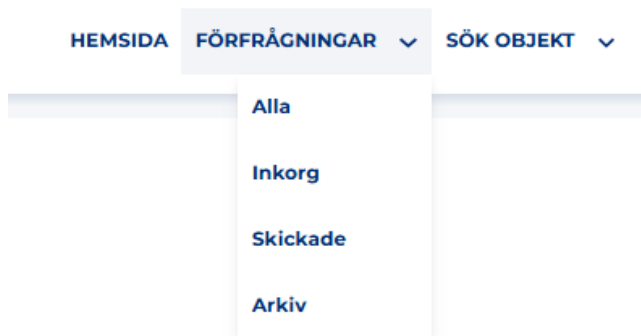 HEMSIDA FÖRFRÅGNINGAR SÖK OBJEKT
Alla
Inkorg
Skickade
Arkiv